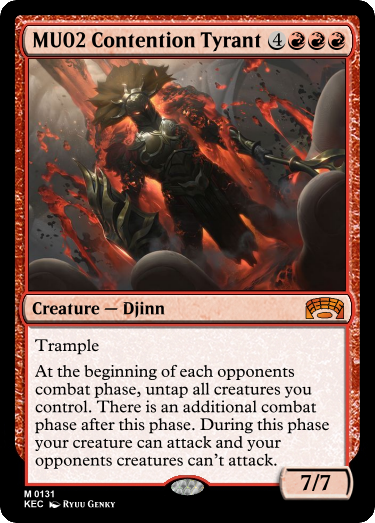 MU02 Contention Tyrant 4
Creature — Djinn
Trample
At the beginning of each opponents
combat phase, untap all creatures you
control. There is an additional combat
phase after this phase. During this phase
your creature can attack and your
opponents creatures can't attack.
7/7
M 0131
KEC Ryuu Genky